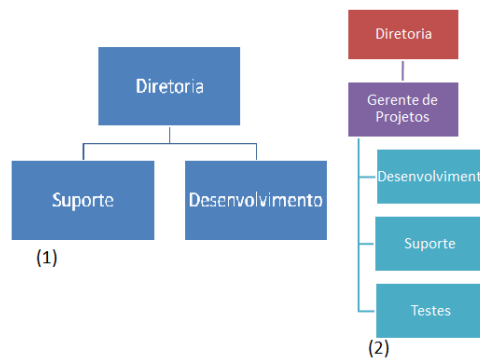 Diretoria
Suporte
Desenvolvimento
(1)
Diretoria
Gerente de
Projetos
Desenvolviment
Suporte
Testes
(2)